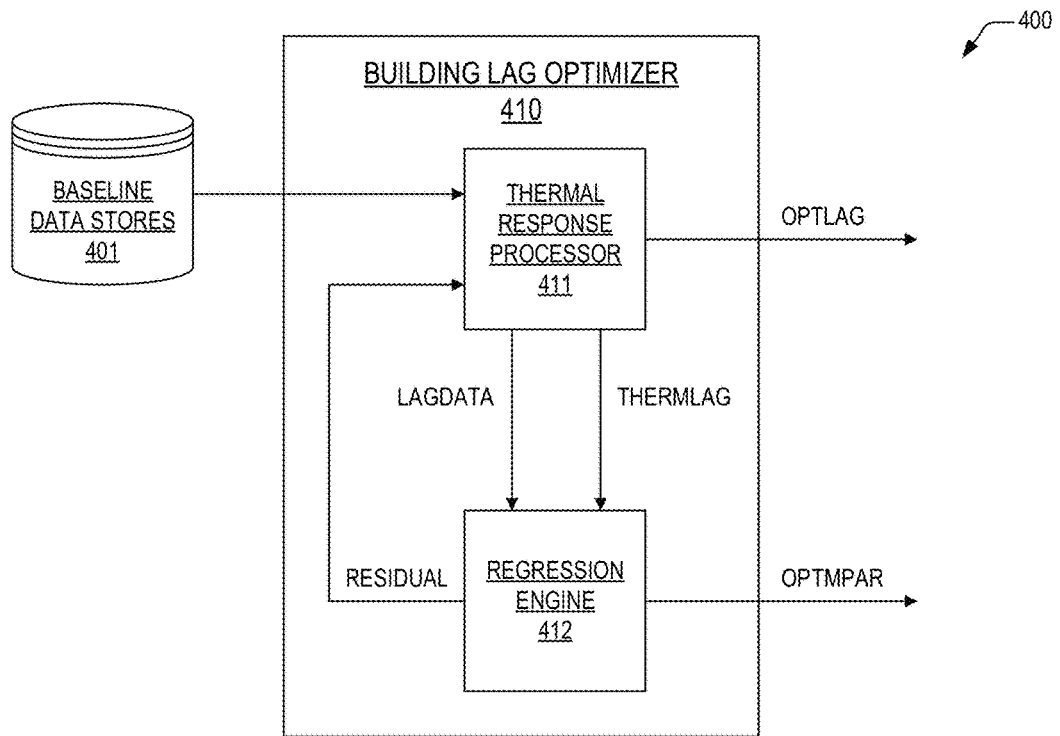 400
BUILDING LAG OPTIMIZER
410
BASELINE
DATA STORES
401
THERMAL
RESPONSE
PROCESSOR
411
OPTLAG
LAGDATA
THERMLAG
RESIDUAL
REGRESSION
ENGINE
412
OPTMPAR